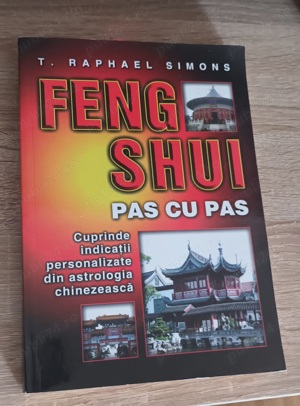 T. RAPHAEL SIMONS
FENG
SHUI
PAS CU PAS
Cuprinde
indicații
personalizate
din astrologia
chinezească